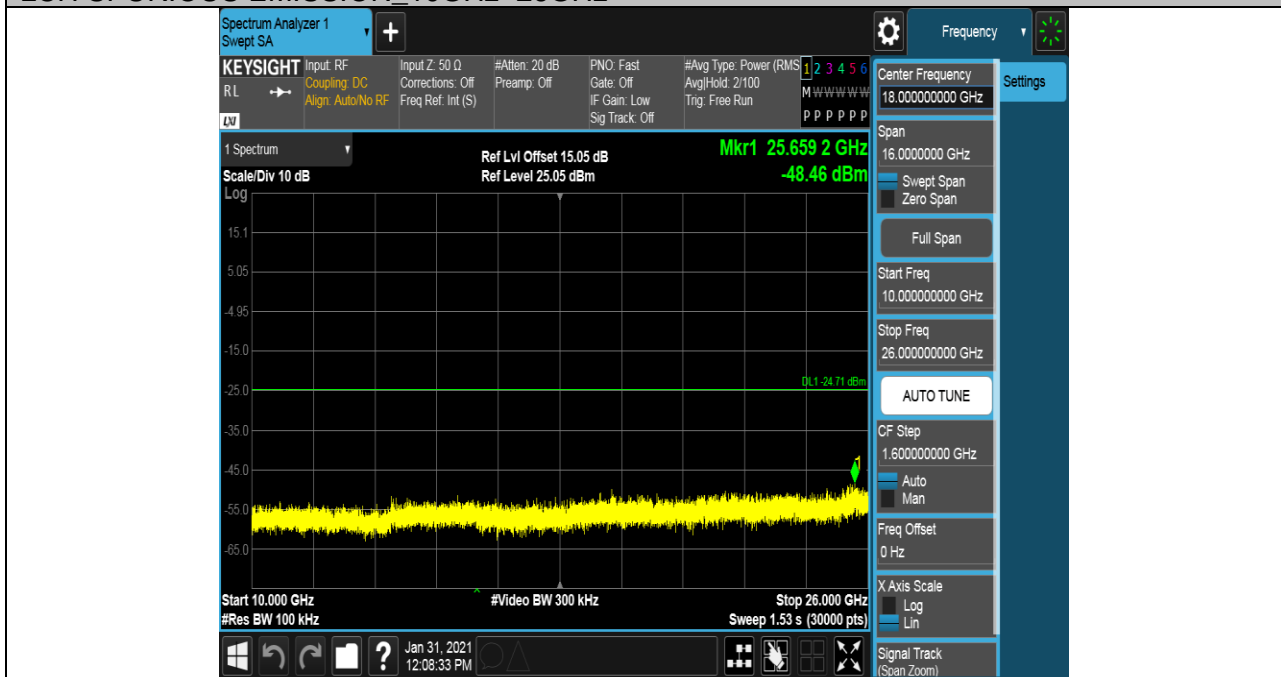 Spectrum Analyzer 1
Swept SA
+
Frequency
KEYSIGHT
RL
LXI
Input: RF
Coupling: DC
Align: Auto/No RF
Input Z: 50 Ω
Corrections: Off
Freq Ref: Int (S)
#Atten: 20 dB
Preamp: Off
PNO: Fast
Gate: Off
IF Gain: Low
Sig Track: Off
#Avg Type: Power (RMS
Avg|Hold: 2/100
Trig: Free Run
1 2 3 4 5 6
M W W W W W
P P P P P P
1 Spectrum
Scale/Div 10 dB
Log
Ref Lvl Offset 15.05 dB
Ref Level 25.05 dBm
Mkr1 25.659 2 GHz
-48.46 dBm
15.1
5.05
-4.95
-15.0
-25.0
-35.0
-45.0
-55.0
-65.0
DL1 -24.71 dBm
1
Start 10.000 GHz
#Res BW 100 kHz
#Video BW 300 kHz
Stop 26.000 GHz
Sweep 1.53 s (30000 pts)
?
Jan 31, 2021
12:08:33 PM
Center Frequency
18.000000000 GHz
Settings
Span
16.0000000 GHz
Swept Span
Zero Span
Full Span
Start Freq
10.000000000 GHz
Stop Freq
26.000000000 GHz
AUTO TUNE
CF Step
1.600000000 GHz
Auto
Man
Freq Offset
0 Hz
X Axis Scale
Log
Lin
Signal Track
(Span Zoom)